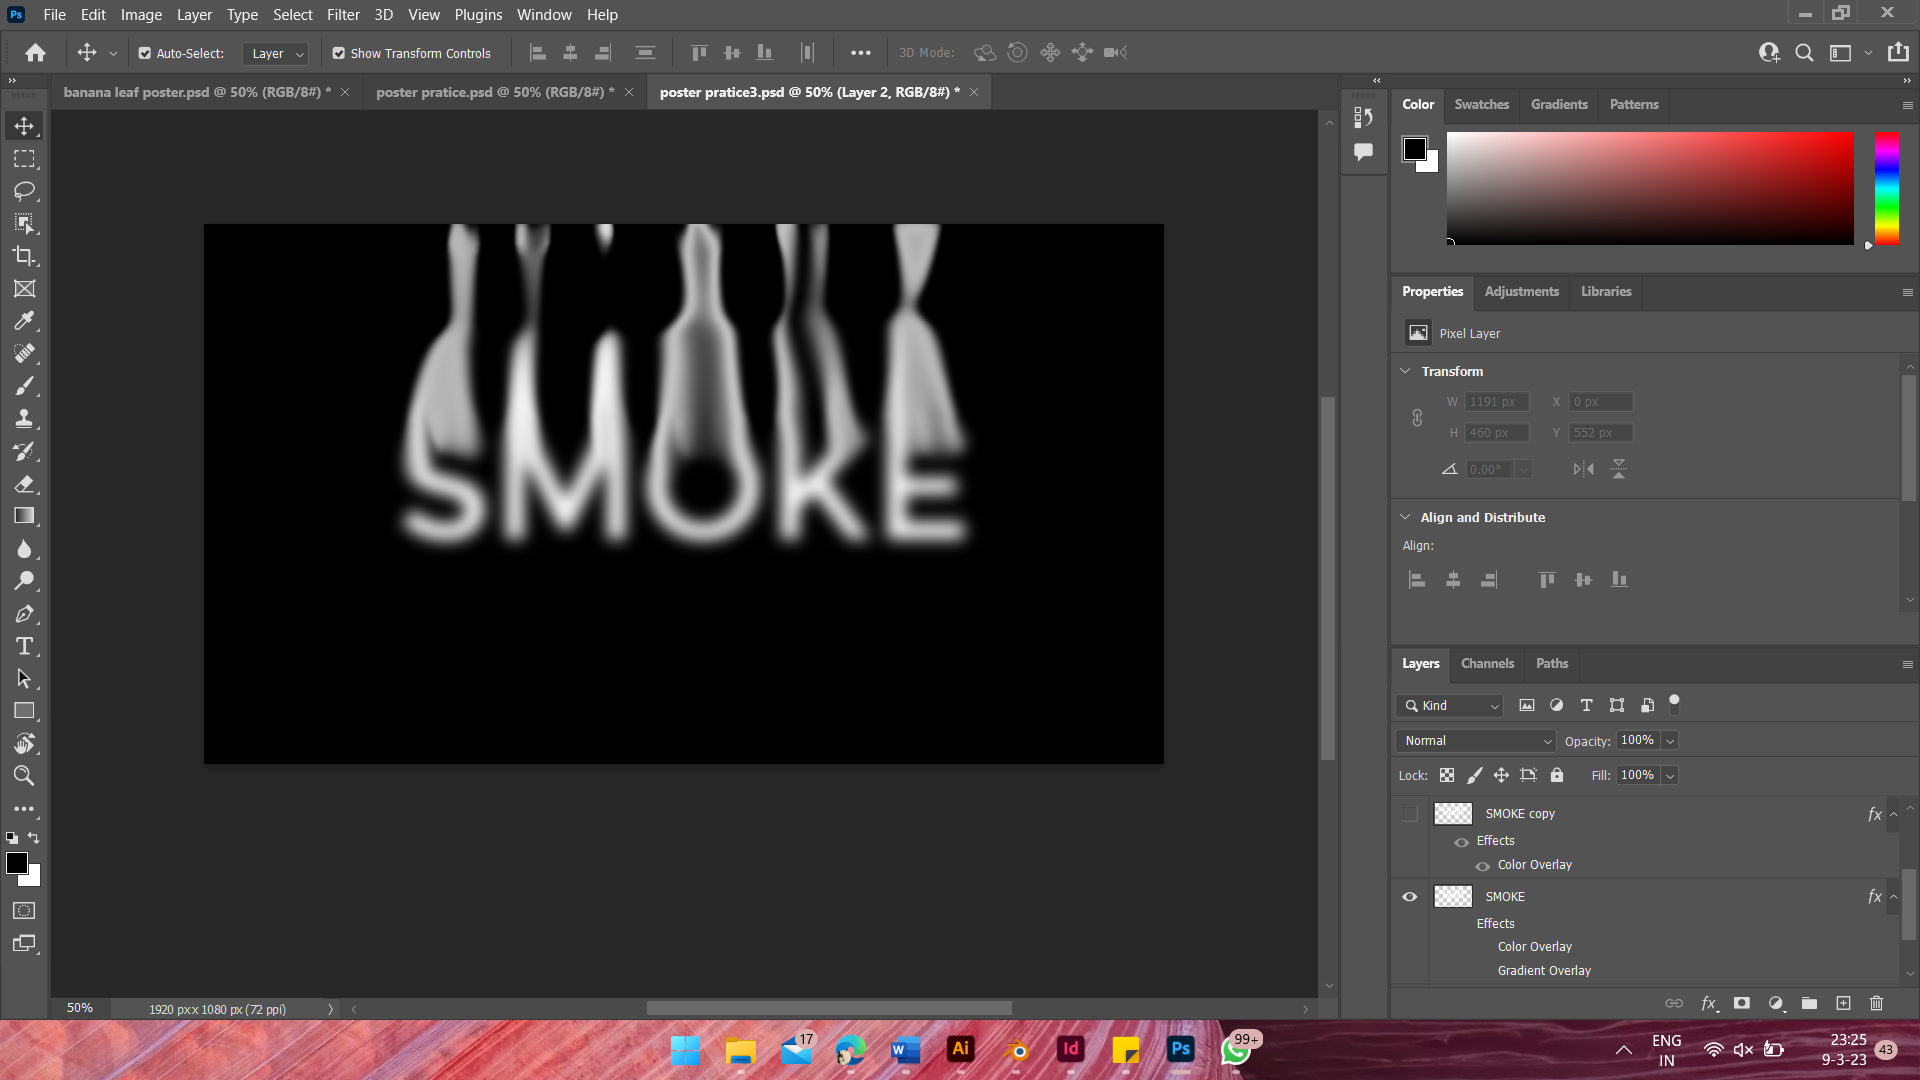 Ps File Edit Image Layer Type Select Filter 3D View Plugins Window Help
Auto-Select: Layer Show Transform Controls 3D Mode:
banana leaf poster.psd @ 50% (RGB/8#) * poster pratice.psd @ 50% (RGB/8#) * poster pratice3.psd @ 50% (Layer 2, RGB/8#) *
Color Swatches Gradients Patterns
Properties Adjustments Libraries
Pixel Layer
Transform
W 1191 px X 0 px
H 460 px Y 552 px
0.00°
SMOKE
Align and Distribute
Align:
Layers Channels Paths
Kind
Normal Opacity: 100%
Lock: Fill: 100%
SMOKE copy fx
Effects
Color Overlay
SMOKE fx
Effects
Color Overlay
Gradient Overlay
fx
50% 1920 px x 1080 px (72 ppi)
17 W Ai Id Ps 99+
ENG
IN
23:25
9-3-23
43